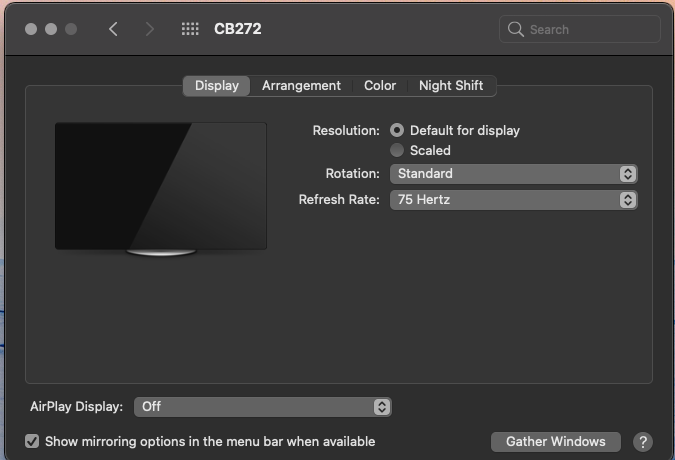 CB272
Search
Display Arrangement Color Night Shift
Resolution: Default for display
Scaled
Rotation: Standard
Refresh Rate: 75 Hertz
AirPlay Display: Off
Show mirroring options in the menu bar when available
Gather Windows ?